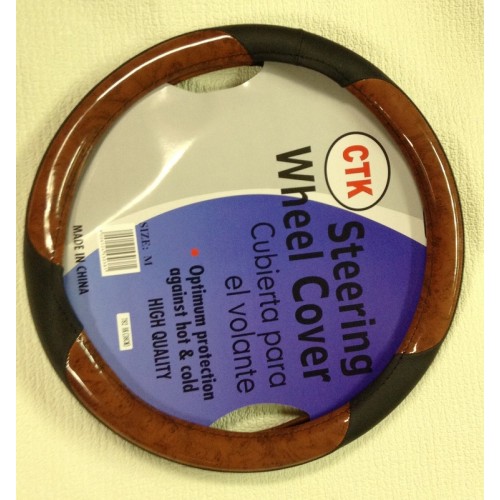 CTK
Steering
Wheel Cover
Cubierta para
el volante
* Optimum protection
against hot & cold
HIGH QUALITY
SIZE: M
MADE IN CHINA